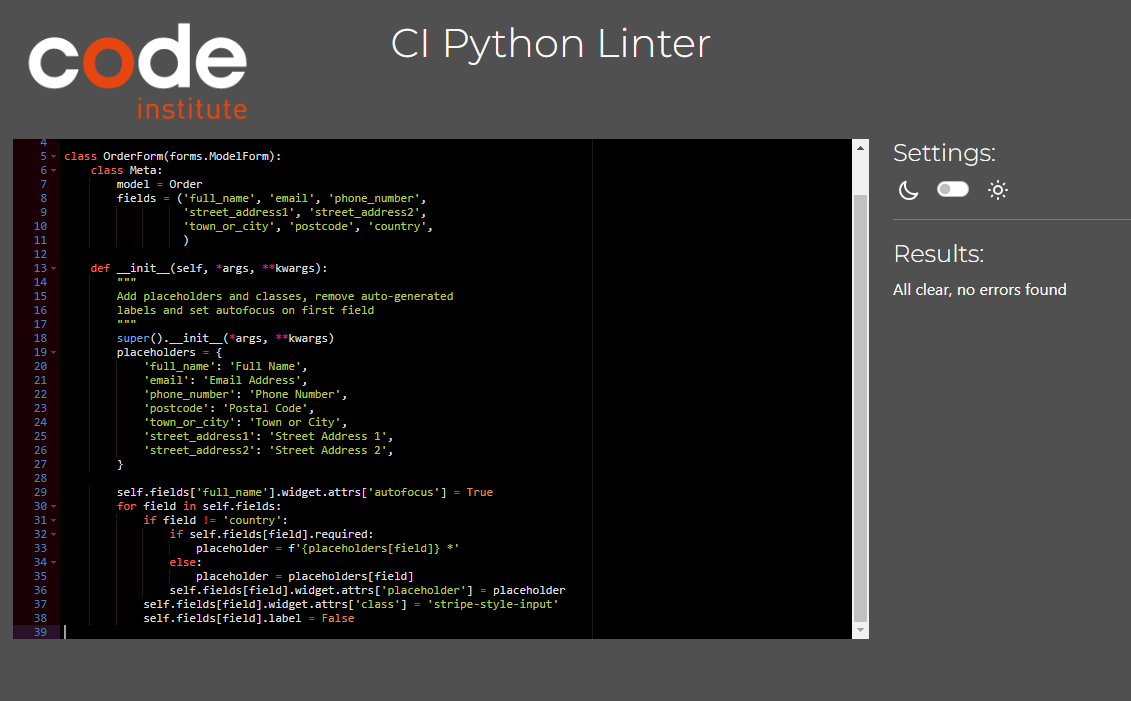 code
institute
CI Python Linter
4
5 class OrderForm(forms.ModelForm):
6     class Meta:
7         model = Order
8         fields = ('full_name', 'email', 'phone_number',
9                   'street_address1', 'street_address2',
10                   'town_or_city', 'postcode', 'country',
11                   )
12
13     def __init__(self, *args, **kwargs):
14         """
15         Add placeholders and classes, remove auto-generated
16         labels and set autofocus on first field
17         """
18         super().__init__(*args, **kwargs)
19         placeholders = {
20             'full_name': 'Full Name',
21             'email': 'Email Address',
22             'phone_number': 'Phone Number',
23             'postcode': 'Postal Code',
24             'town_or_city': 'Town or City',
25             'street_address1': 'Street Address 1',
26             'street_address2': 'Street Address 2',
27         }
28
29         self.fields['full_name'].widget.attrs['autofocus'] = True
30         for field in self.fields:
31             if field != 'country':
32                 if self.fields[field].required:
33                     placeholder = f'{placeholders[field]} *'
34                 else:
35                     placeholder = placeholders[field]
36                 self.fields[field].widget.attrs['placeholder'] = placeholder
37             self.fields[field].widget.attrs['class'] = 'stripe-style-input'
38             self.fields[field].label = False
39
Settings:
Results:
All clear, no errors found